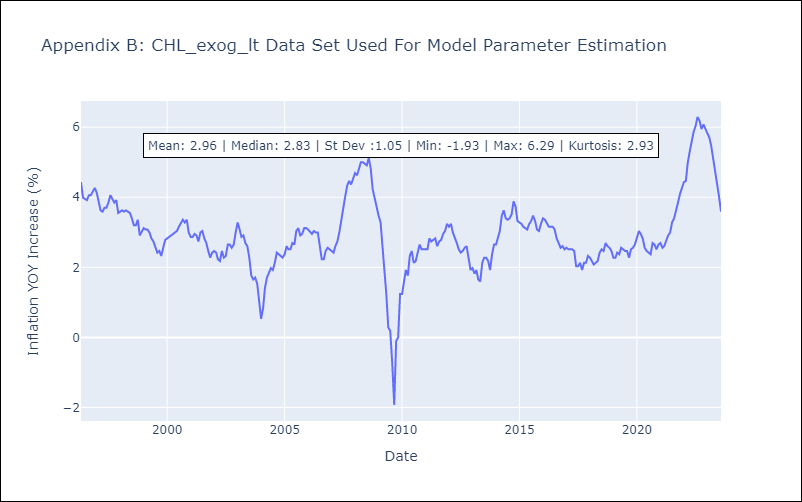 Appendix B: CHL_exog_lt Data Set Used For Model Parameter Estimation
Mean: 2.96 | Median: 2.83 | St Dev :1.05 | Min: -1.93 | Max: 6.29 | Kurtosis: 2.93
Inflation YOY Increase (%)
6
4
2
0
−2
2000
2005
2010
2015
2020
Date